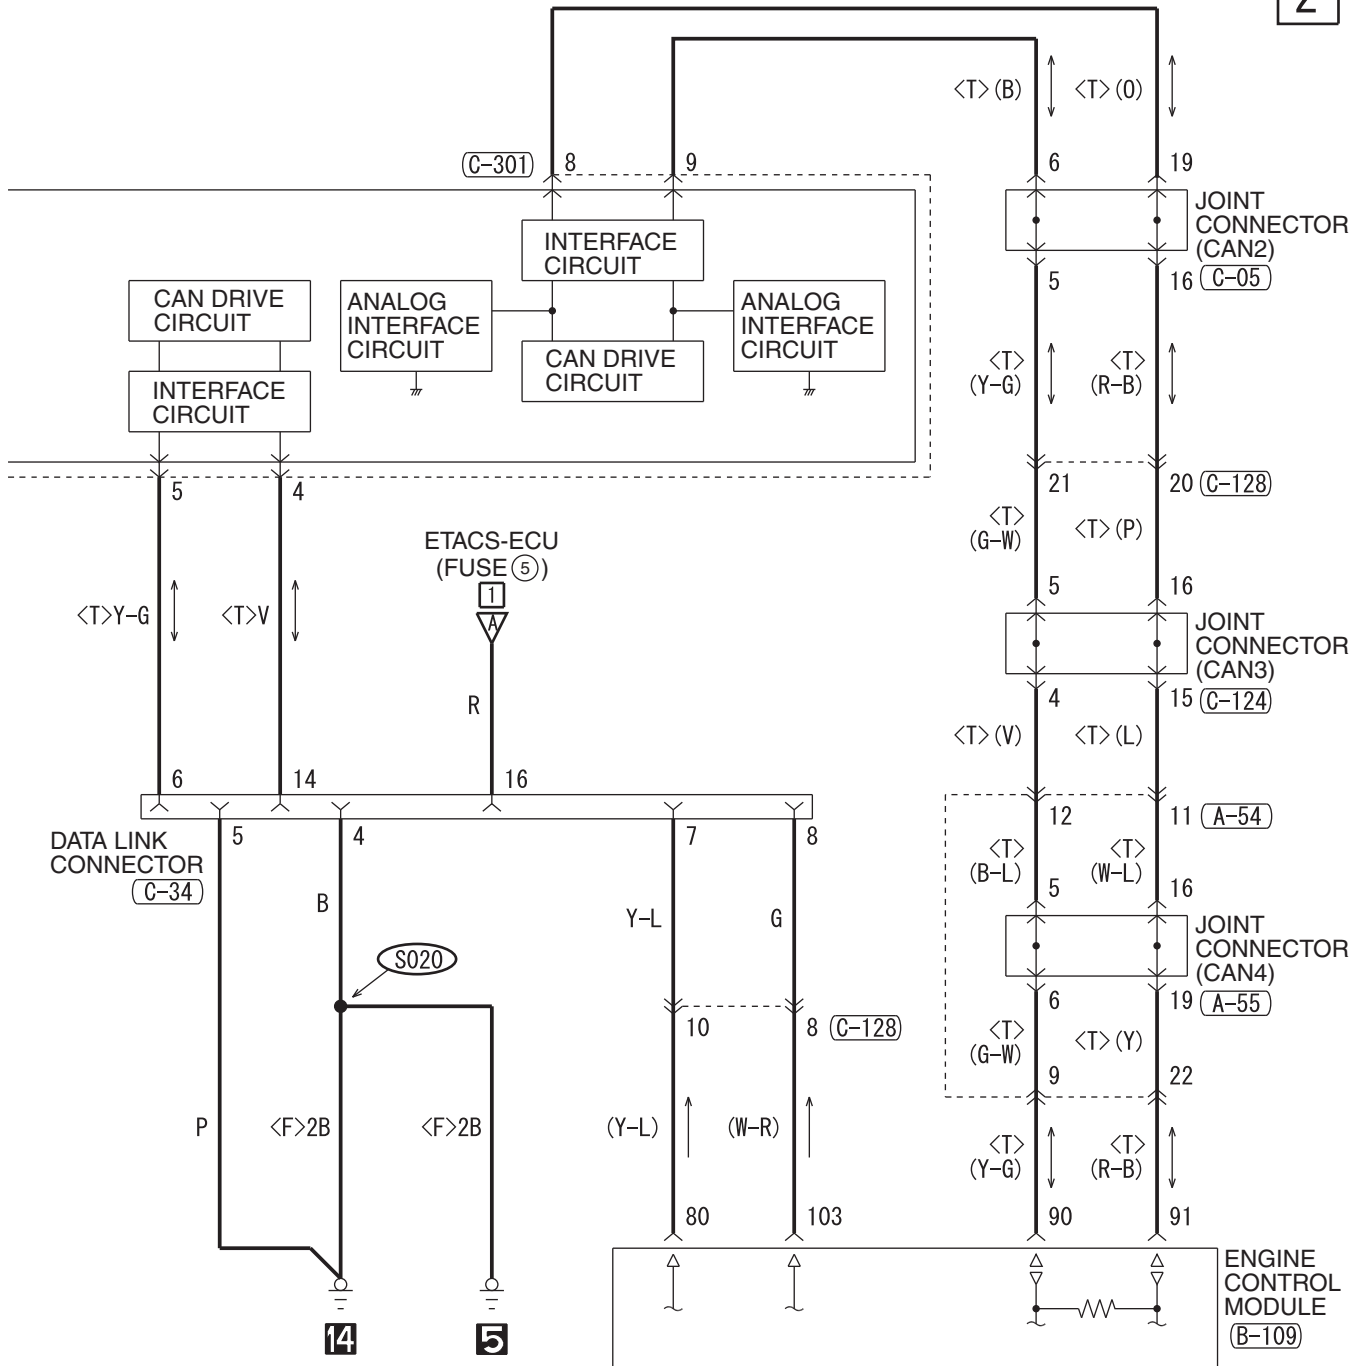 2
<T>(B)
<T>(O)
C-301
8
9
6
19
JOINT
CONNECTOR
(CAN2)
INTERFACE
CIRCUIT
5
16
C-05
CAN DRIVE
CIRCUIT
ANALOG
INTERFACE
CIRCUIT
ANALOG
INTERFACE
CIRCUIT
CAN DRIVE
CIRCUIT
INTERFACE
CIRCUIT
<T>
(Y-G)
<T>
(R-B)
5
4
21
20
C-128
<T>
(G-W)
<T>(P)
ETACS-ECU
(FUSE 5)
1
A
5
16
<T>Y-G
<T>V
JOINT
CONNECTOR
(CAN3)
4
15
C-124
R
<T>(V)
<T>(L)
6
14
16
12
11
A-54
5
4
7
8
DATA LINK
CONNECTOR
C-34
<T>
(B-L)
<T>
(W-L)
5
16
B
Y-L
G
JOINT
CONNECTOR
(CAN4)
S020
6
19
A-55
10
8
C-128
<T>
(G-W)
<T>(Y)
9
22
P
<F>2B
<F>2B
(Y-L)
(W-R)
<T>
(Y-G)
<T>
(R-B)
80
103
90
91
ENGINE
CONTROL
MODULE
B-109
14
5